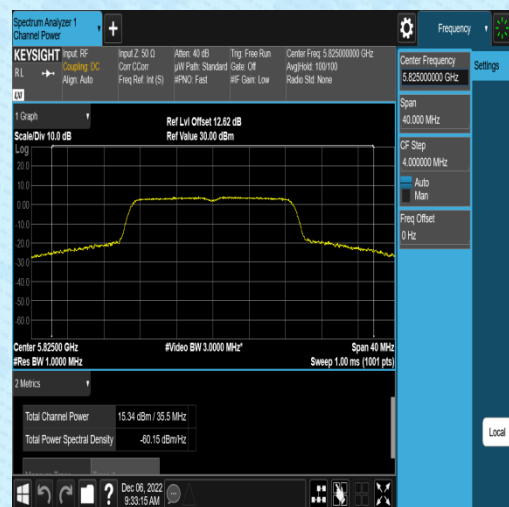 Spectrum Analyzer 1
Channel Power
Frequency
KEYSIGHT
RL
Input: RF
Coupling: DC
Align: Auto
Input Z: 50 Ω
Corr CCorr
Freq Ref: Int (S)
Atten: 40 dB
µW Path: Standard
#PNO: Fast
Trig: Free Run
Gate: Off
#IF Gain: Low
Center Freq: 5.825000000 GHz
Avg|Hold: 100/100
Radio Std: None
LXI
1 Graph
Scale/Div 10.0 dB
Ref Lvl Offset 12.62 dB
Ref Value 30.00 dBm
Log
20.0
10.0
0.00
-10.0
-20.0
-30.0
-40.0
-50.0
-60.0
Center 5.82500 GHz
#Res BW 1.0000 MHz
#Video BW 3.0000 MHz*
Span 40 MHz
Sweep 1.00 ms (1001 pts)
2 Metrics
Total Channel Power 15.34 dBm / 35.5 MHz
Total Power Spectral Density -60.15 dBm/Hz
?
Dec 06, 2022
9:33:15 AM
Center Frequency
5.825000000 GHz
Span
40.000 MHz
CF Step
4.000000 MHz
Auto
Man
Freq Offset
0 Hz
Settings
Local